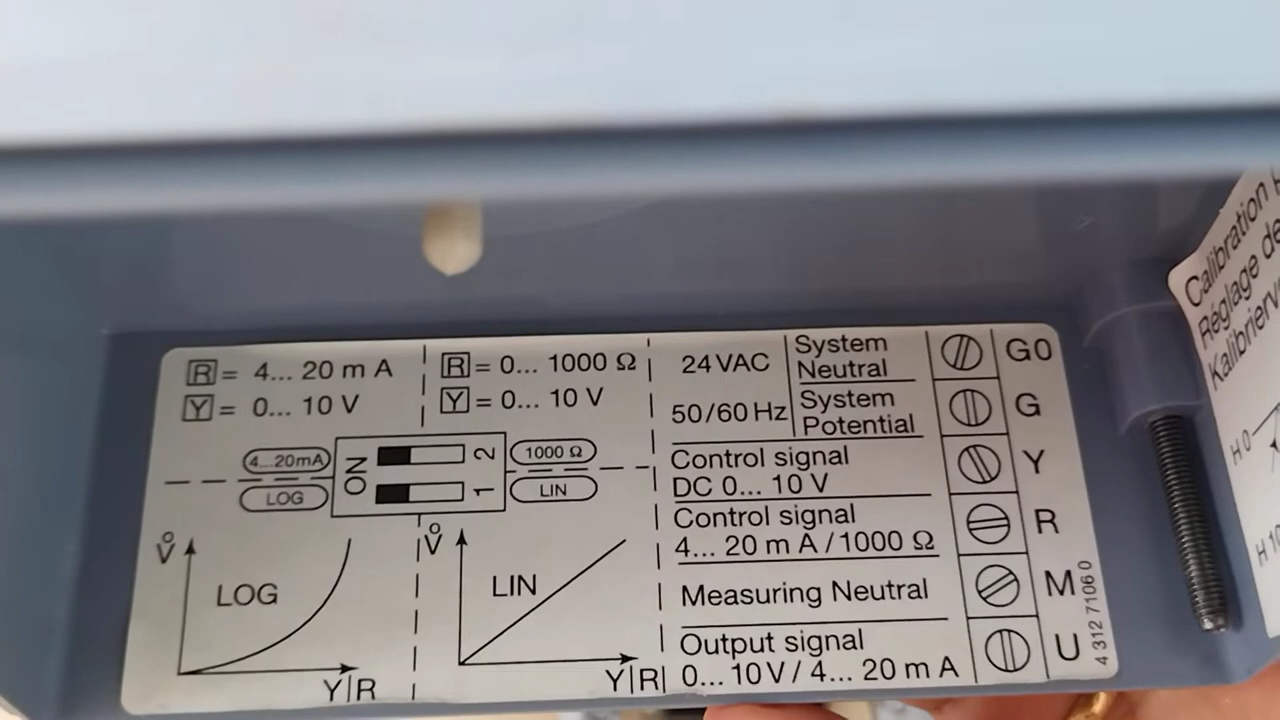 R = 4... 20 m A
Y = 0... 10 V
R = 0... 1000 Ω
Y = 0... 10 V
4...20mA
LOG
ON
2
1
1000 Ω
LIN
V̊
LOG
Y|R
V̊
LIN
Y|R|
24 VAC
50/60 Hz
System
Neutral
G0
System
Potential
G
Control signal
DC 0... 10 V
Y
Control signal
4... 20 m A / 1000 Ω
R
Measuring Neutral
M
Output signal
0... 10 V / 4... 20 m A
U
4 312 7106 0
Calibration
Réglage de
H 0